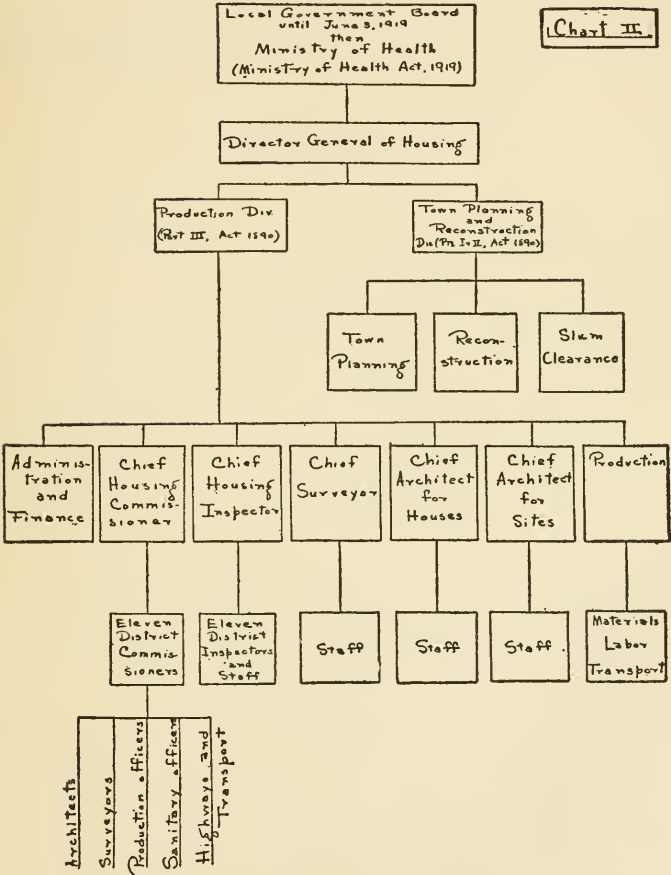 Local Government Board
until June 3, 1919
then
Ministry of Health
(Ministry of Health Act, 1919)
Chart II
Director General of Housing
Production Div.
(Part III, Act 1890)
Town Planning
and
Reconstruction
Div. (Pts I & II, Act 1890)
Town
Planning
Recon-
struction
Slum
Clearance
Adminis-
tration
and
Finance
Chief
Housing
Commis-
sioner
Chief
Housing
Inspector
Chief
Surveyor
Chief
Architect
for
Houses
Chief
Architect
for
Sites
Production
Eleven
District
Commis-
sioners
Eleven
District
Inspectors
and
Staff
Staff
Staff
Staff.
Materials
Labor
Transport
Architects
Surveyors
Production officers
Sanitary officers
Highways and
Transport